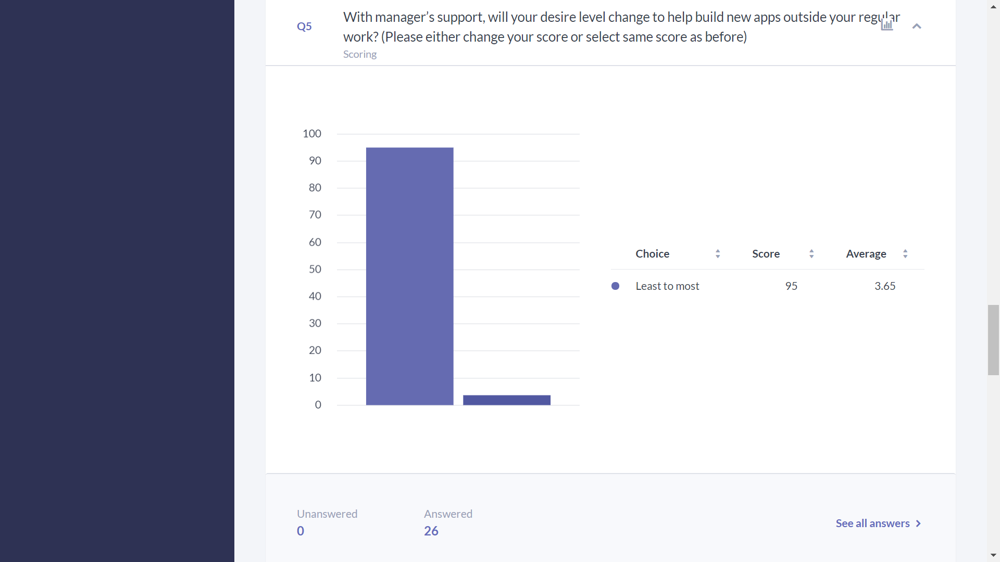 Q5
With manager’s support, will your desire level change to help build new apps outside your regular
work? (Please either change your score or select same score as before)
Scoring
100
90
80
70
60
50
40
30
20
10
0
Choice Score Average
Least to most 95 3.65
Unanswered Answered
0 26
See all answers